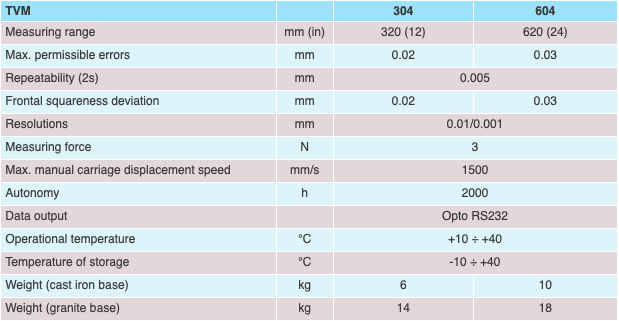 TVM 304 604
Measuring range mm (in) 320 (12) 620 (24)
Max. permissible errors mm 0.02 0.03
Repeatability (2s) mm 0.005
Frontal squareness deviation mm 0.02 0.03
Resolutions mm 0.01/0.001
Measuring force N 3
Max. manual carriage displacement speed mm/s 1500
Autonomy h 2000
Data output Opto RS232
Operational temperature °C +10 ÷ +40
Temperature of storage °C -10 ÷ +40
Weight (cast iron base) kg 6 10
Weight (granite base) kg 14 18